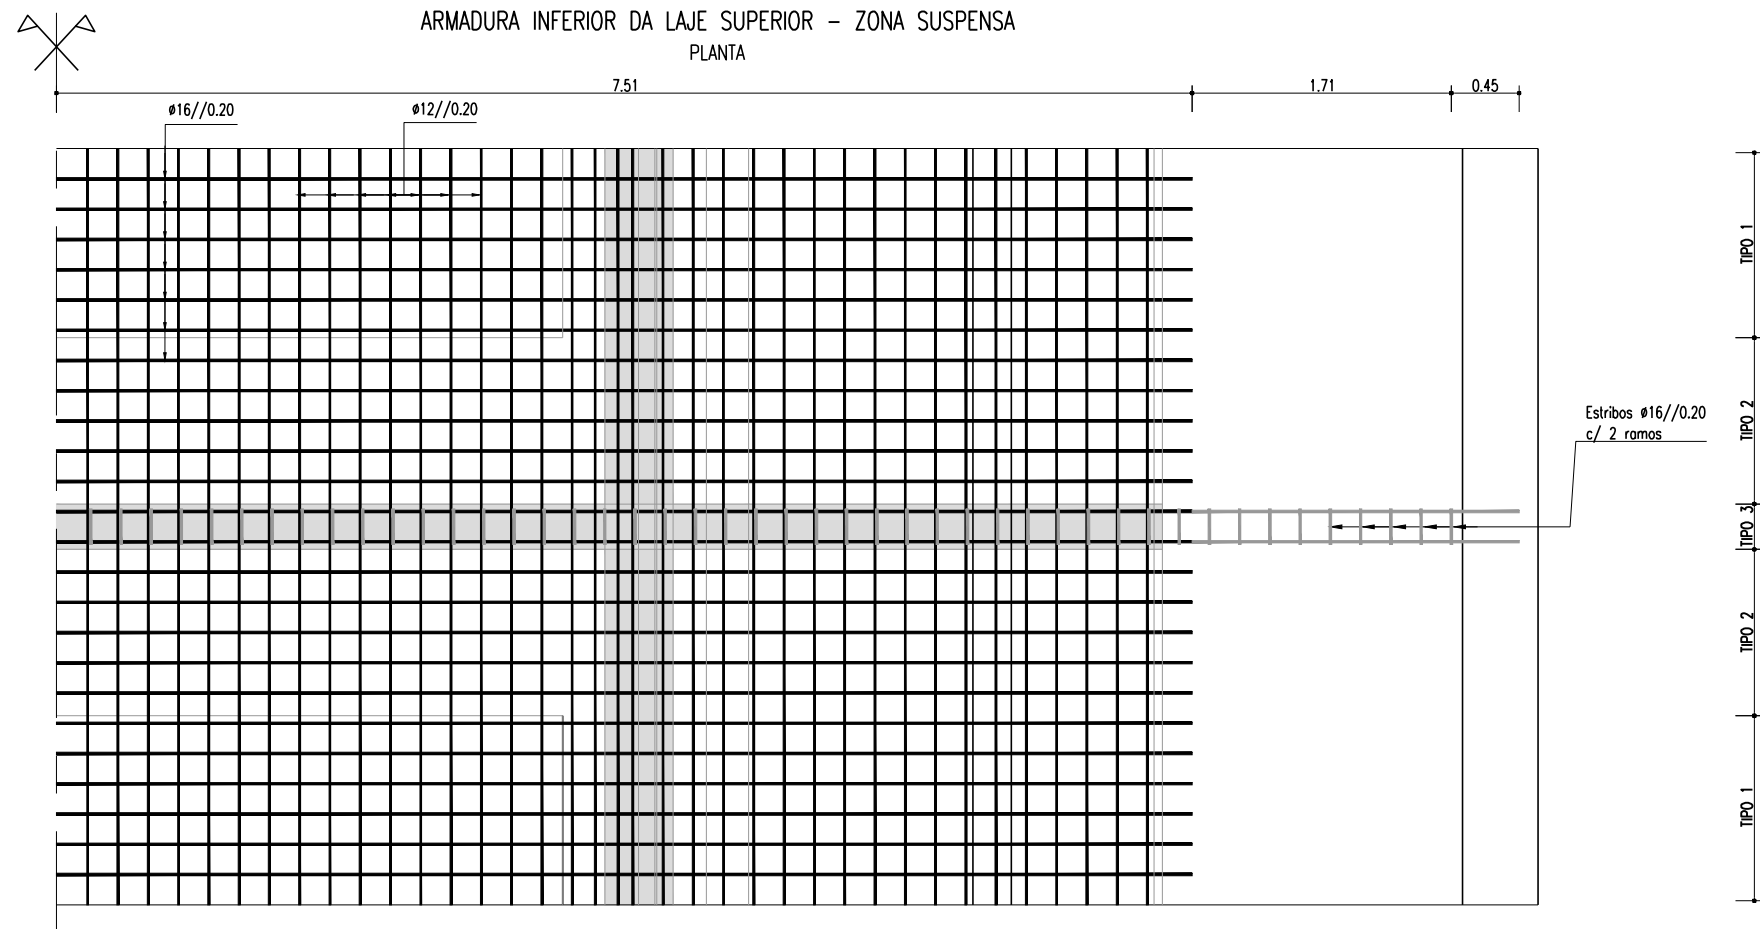 ARMADURA INFERIOR DA LAJE SUPERIOR - ZONA SUSPENSA
PLANTA
7.51
1.71
0.45
ø16//0.20
ø12//0.20
TIPO 1
TIPO 2
Estribos ø16//0.20
c/ 2 ramos
TIPO 3
TIPO 2
TIPO 1